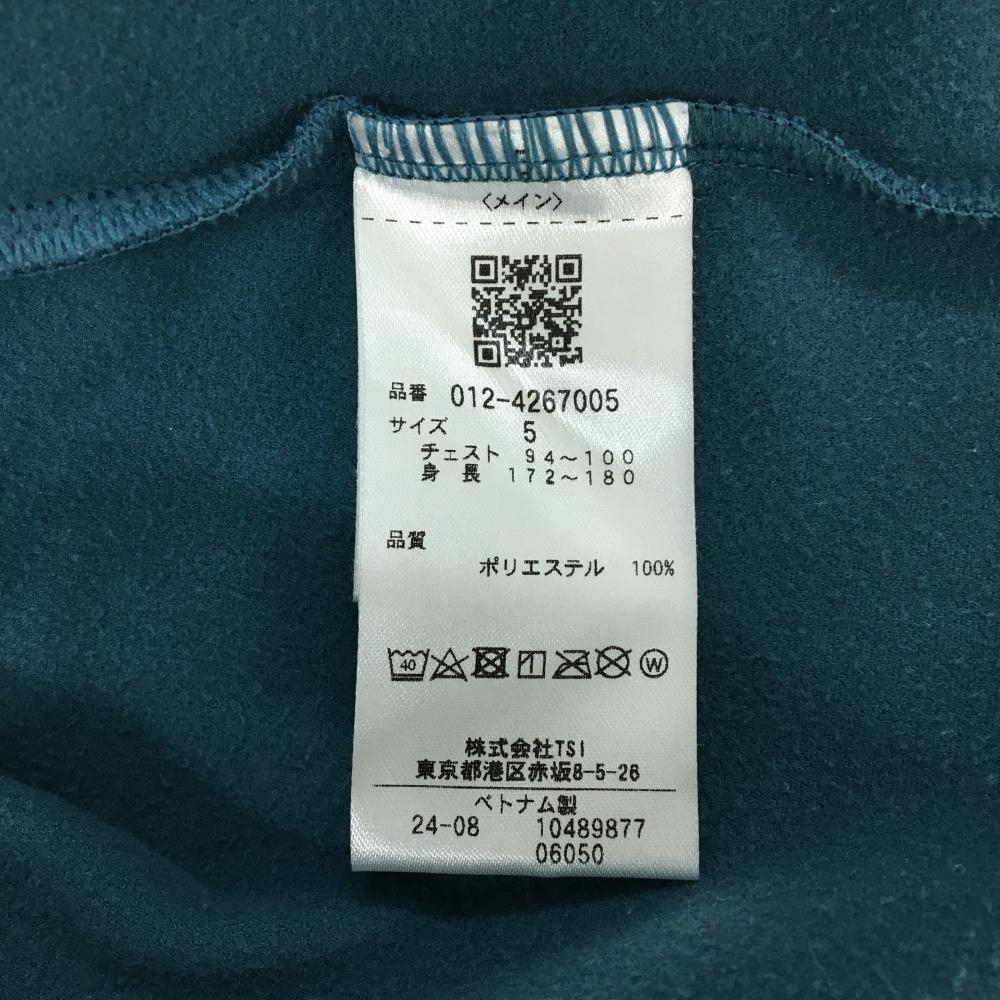 〈メイン〉
品番 012-4267005
サイズ 5
チェスト 94～100
身長 172～180
品質
ポリエステル 100%
40
W
株式会社TSI
東京都港区赤坂8-5-26
ベトナム製
24-08 10489877
06050